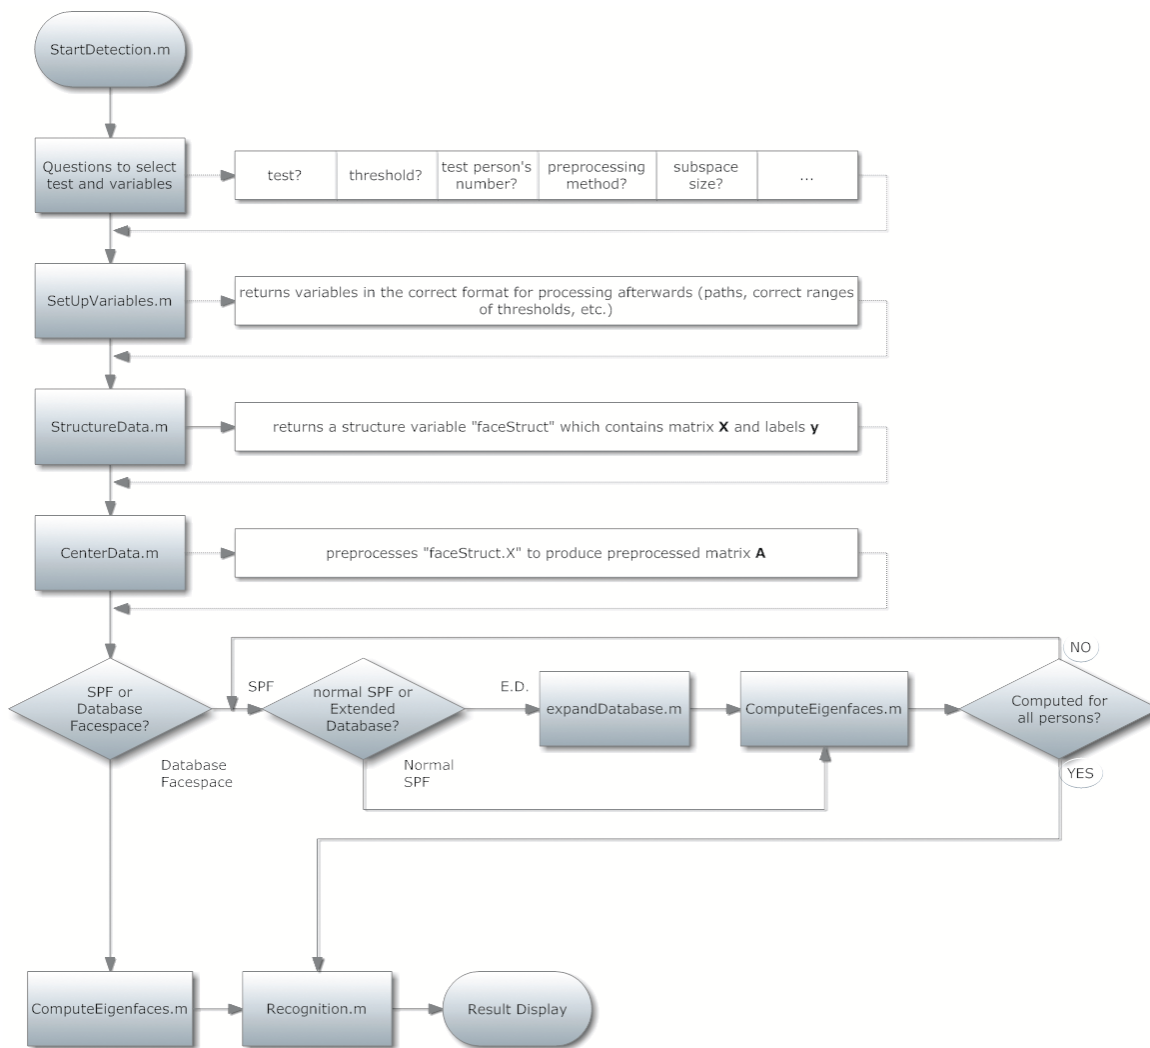 StartDetection.m
Questions to select
test and variables
test?
threshold?
test person's
number?
preprocessing
method?
subspace
size?
...
SetUpVariables.m
returns variables in the correct format for processing afterwards (paths, correct ranges
of thresholds, etc.)
StructureData.m
returns a structure variable "faceStruct" which contains matrix X and labels y
CenterData.m
preprocesses "faceStruct.X" to produce preprocessed matrix A
SPF or
Database
Facespace?
SPF
normal SPF or
Extended
Database?
E.D.
expandDatabase.m
ComputeEigenfaces.m
Computed for
all persons?
NO
YES
Database
Facespace
Normal
SPF
ComputeEigenfaces.m
Recognition.m
Result Display